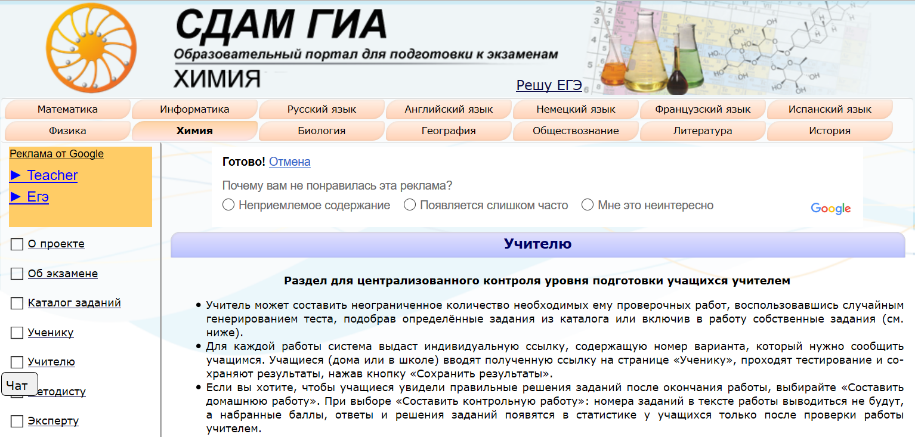 СДАМ ГИА
Образовательный портал для подготовки к экзаменам
ХИМИЯ
Решу ЕГЭ
Математика Информатика Русский язык Английский язык Немецкий язык Французский язык Испанский язык
Физика Химия Биология География Обществознание Литература История
Реклама от Google
► Teacher
► Егэ
О проекте
Об экзамене
Каталог заданий
Ученику
Учителю
Чат
Методисту
Эксперту
Готово! Отмена
Почему вам не понравилась эта реклама?
Неприемлемое содержание Появляется слишком часто Мне это неинтересно
Google
Учителю
Раздел для централизованного контроля уровня подготовки учащихся учителем
• Учитель может составить неограниченное количество необходимых ему проверочных работ, воспользовавшись случайным
генерированием теста, подобрав определённые задания из каталога или включив в работу собственные задания (см.
ниже).
• Для каждой работы система выдаст индивидуальную ссылку, содержащую номер варианта, который нужно сообщить
учащимся. Учащиеся (дома или в школе) вводят полученную ссылку на странице «Ученику», проходят тестирование и со-
храняют результаты, нажав кнопку «Сохранить результаты».
• Если вы хотите, чтобы учащиеся увидели правильные решения заданий после окончания работы, выбирайте «Составить
домашнюю работу». При выборе «Составить контрольную работу»: номера заданий в тексте работы выводиться не будут,
а набранные баллы, ответы и решения заданий появятся в статистике у учащихся только после проверки работы
учителем.